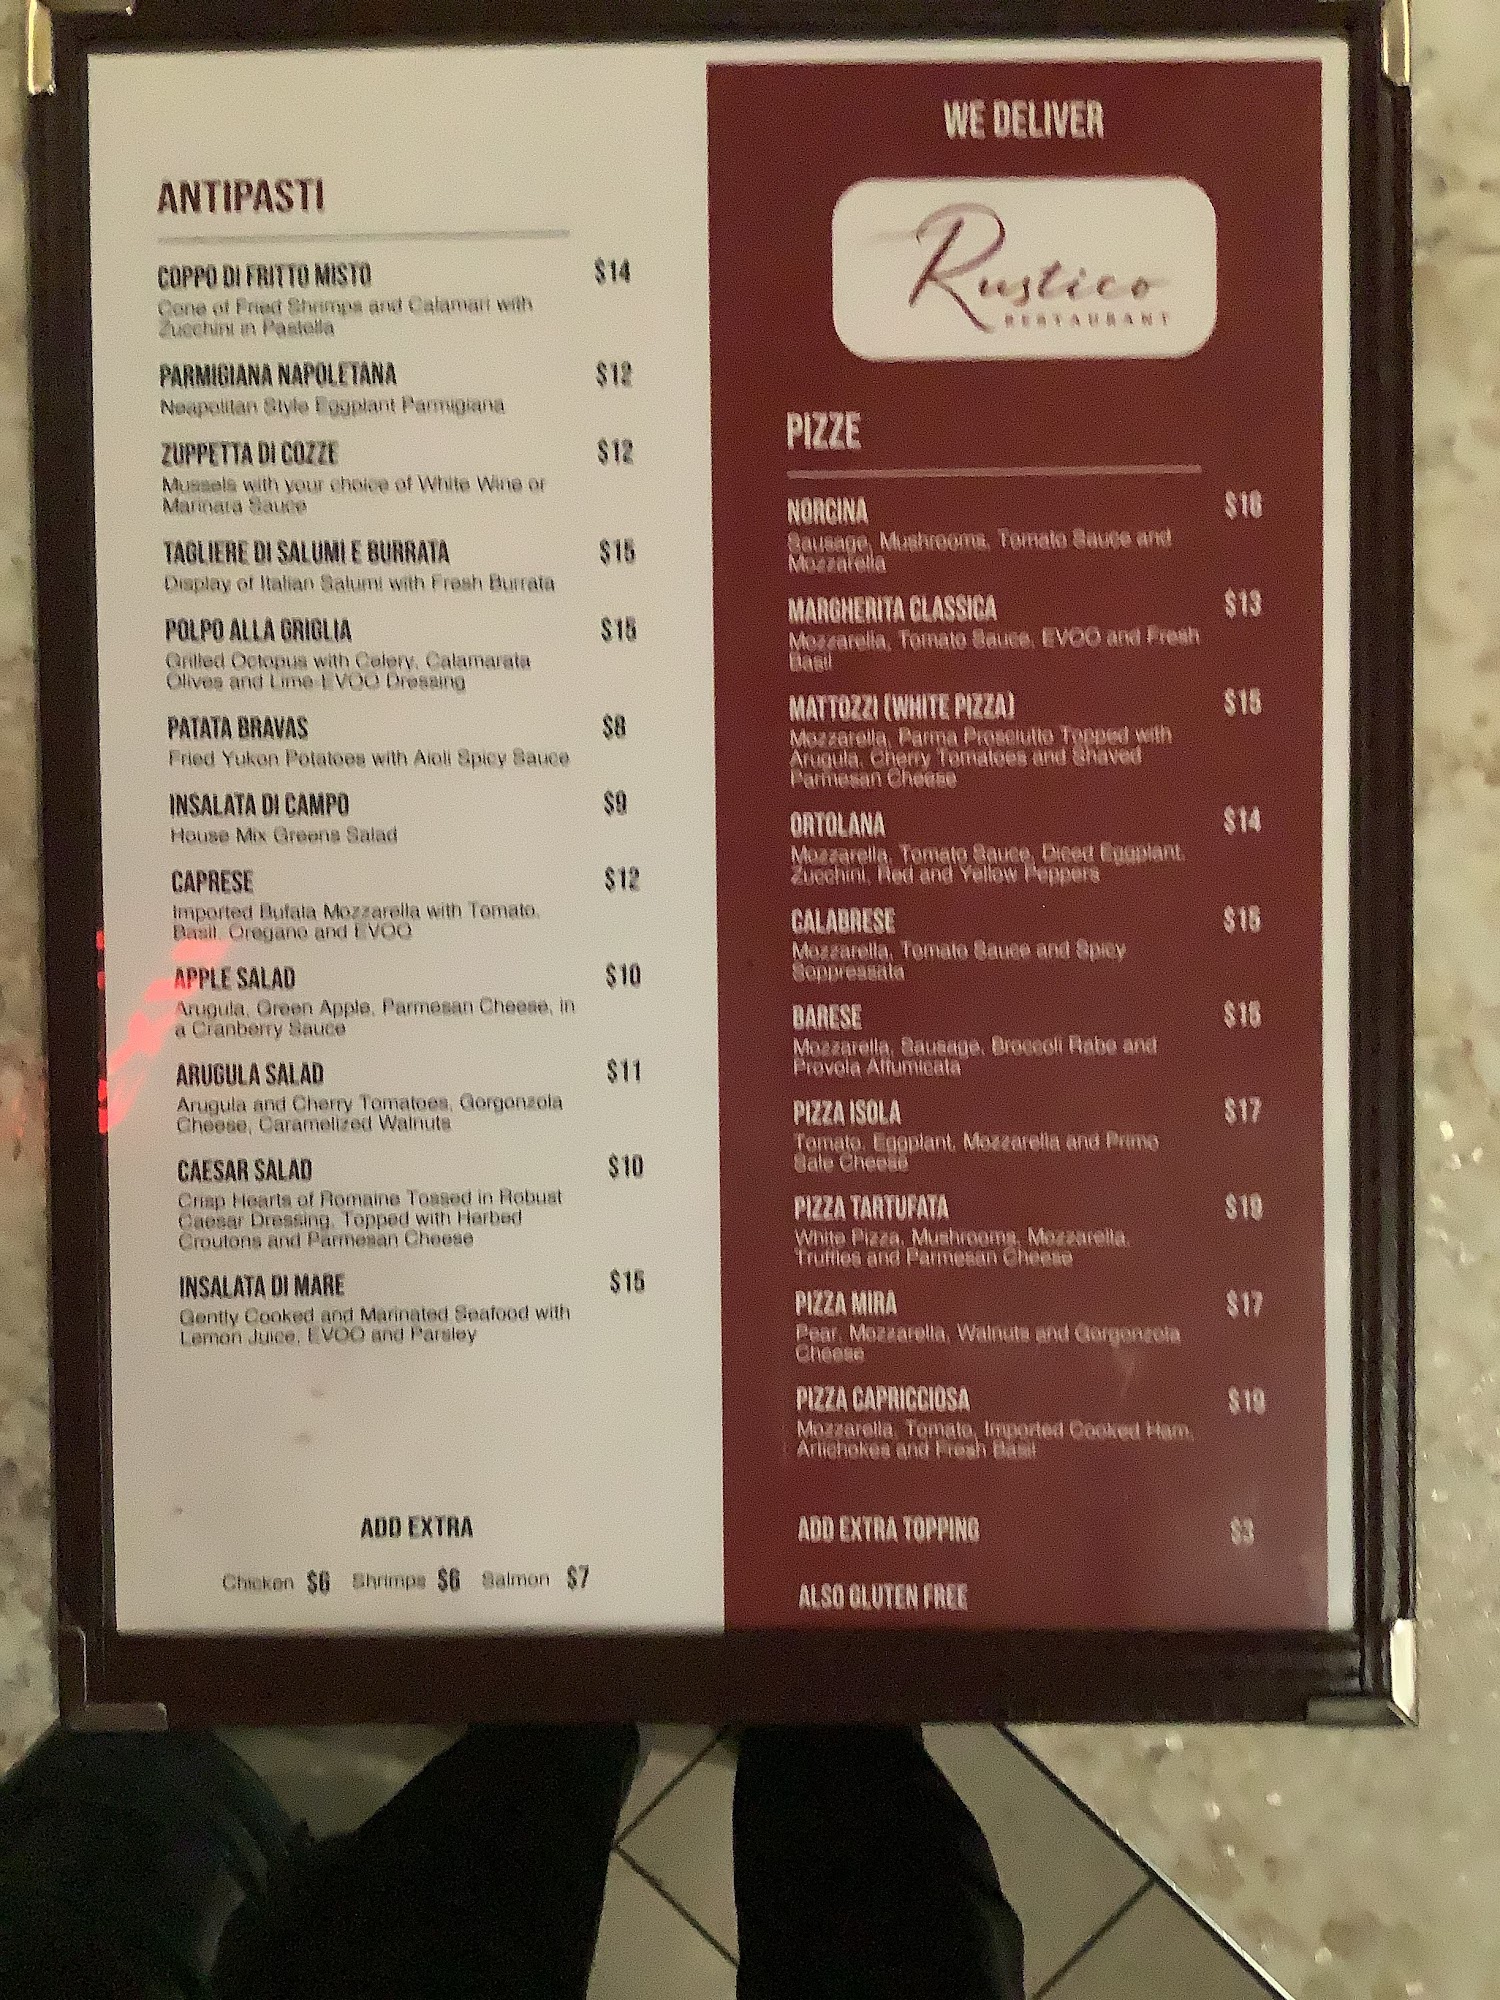 ANTIPASTI
COPPO DI FRITTO MISTO $14
Cone of Fried Shrimps and Calamari with
Zucchini in Pastella
PARMIGIANA NAPOLETANA $12
Neapolitan Style Eggplant Parmigiana
ZUPPETTA DI COZZE $12
Mussels with your choice of White Wine or
Marinara Sauce
TAGLIERE DI SALUMI E BURRATA $15
Display of Italian Salumi with Fresh Burrata
POLPO ALLA GRIGLIA $15
Grilled Octopus with Celery, Calamarata
Olives and Lime-EVOO Dressing
PATATA BRAVAS $8
Fried Yukon Potatoes with Aioli Spicy Sauce
INSALATA DI CAMPO $9
House Mix Greens Salad
CAPRESE $12
Imported Bufala Mozzarella with Tomato,
Basil, Oregano and EVOO
APPLE SALAD $10
Arugula, Green Apple, Parmesan Cheese, in
a Cranberry Sauce
ARUGULA SALAD $11
Arugula and Cherry Tomatoes, Gorgonzola
Cheese, Caramelized Walnuts
CAESAR SALAD $10
Crisp Hearts of Romaine Tossed in Robust
Caesar Dressing, Topped with Herbed
Croutons and Parmesan Cheese
INSALATA DI MARE $15
Gently Cooked and Marinated Seafood with
Lemon Juice, EVOO and Parsley
ADD EXTRA
Chicken $6 Shrimps $6 Salmon $7
WE DELIVER
Rustico
RESTAURANT
PIZZE
NORCINA $16
Sausage, Mushrooms, Tomato Sauce and
Mozzarella
MARGHERITA CLASSICA $13
Mozzarella, Tomato Sauce, EVOO and Fresh
Basil
MATTOZZI (WHITE PIZZA) $15
Mozzarella, Parma Prosciutto Topped with
Arugula, Cherry Tomatoes and Shaved
Parmesan Cheese
ORTOLANA $14
Mozzarella, Tomato Sauce, Diced Eggplant,
Zucchini, Red and Yellow Peppers
CALABRESE $15
Mozzarella, Tomato Sauce and Spicy
Soppressata
BARESE $15
Mozzarella, Sausage, Broccoli Rabe and
Provola Affumicata
PIZZA ISOLA $17
Tomato, Eggplant, Mozzarella and Primo
Sale Cheese
PIZZA TARTUFATA $19
White Pizza, Mushrooms, Mozzarella,
Truffles and Parmesan Cheese
PIZZA MIRA $17
Pear, Mozzarella, Walnuts and Gorgonzola
Cheese
PIZZA CAPRICCIOSA $19
Mozzarella, Tomato, Imported Cooked Ham,
Artichokes and Fresh Basil
ADD EXTRA TOPPING $3
ALSO GLUTEN FREE